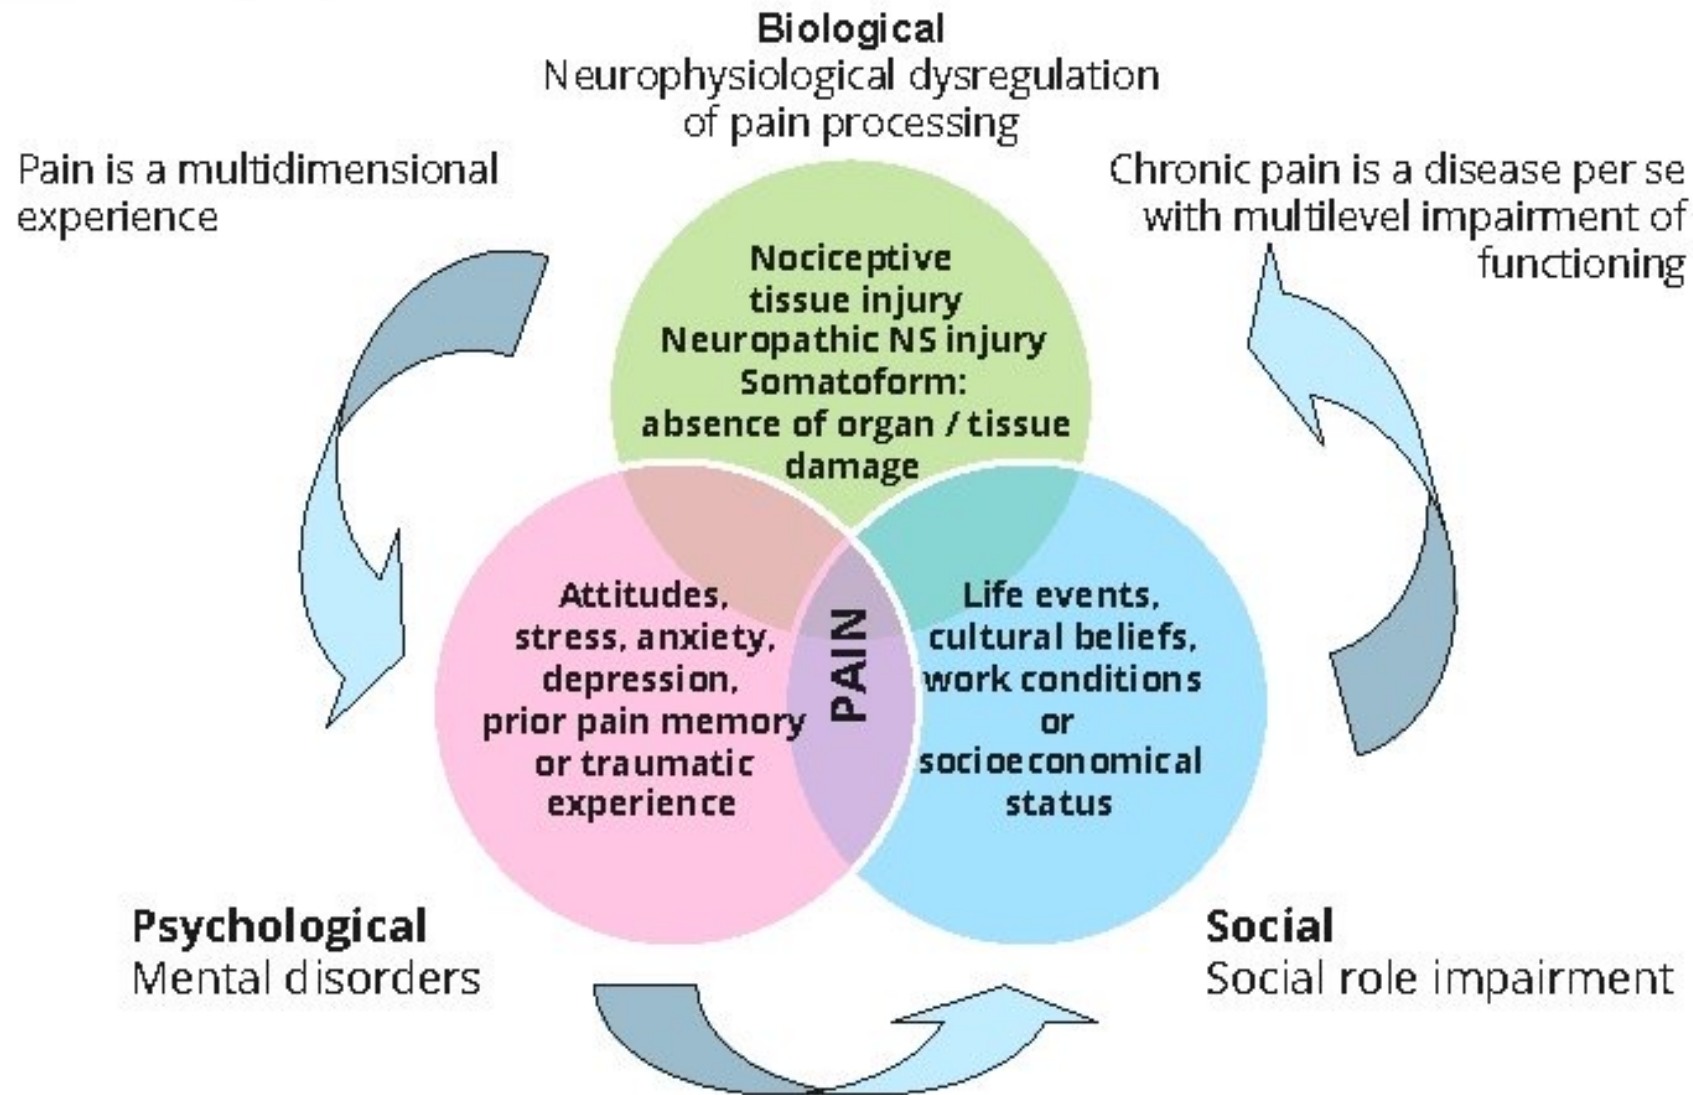 Biological
Neurophysiological dysregulation
of pain processing
Pain is a multidimensional
experience
Chronic pain is a disease per se
with multilevel impairment of
functioning
Nociceptive
tissue injury
Neuropathic NS injury
Somatoform:
absence of organ / tissue
damage
Attitudes,
stress, anxiety,
depression,
prior pain memory
or traumatic
experience
PAIN
Life events,
cultural beliefs,
work conditions
or
socioeconomical
status
Psychological
Mental disorders
Social
Social role impairment